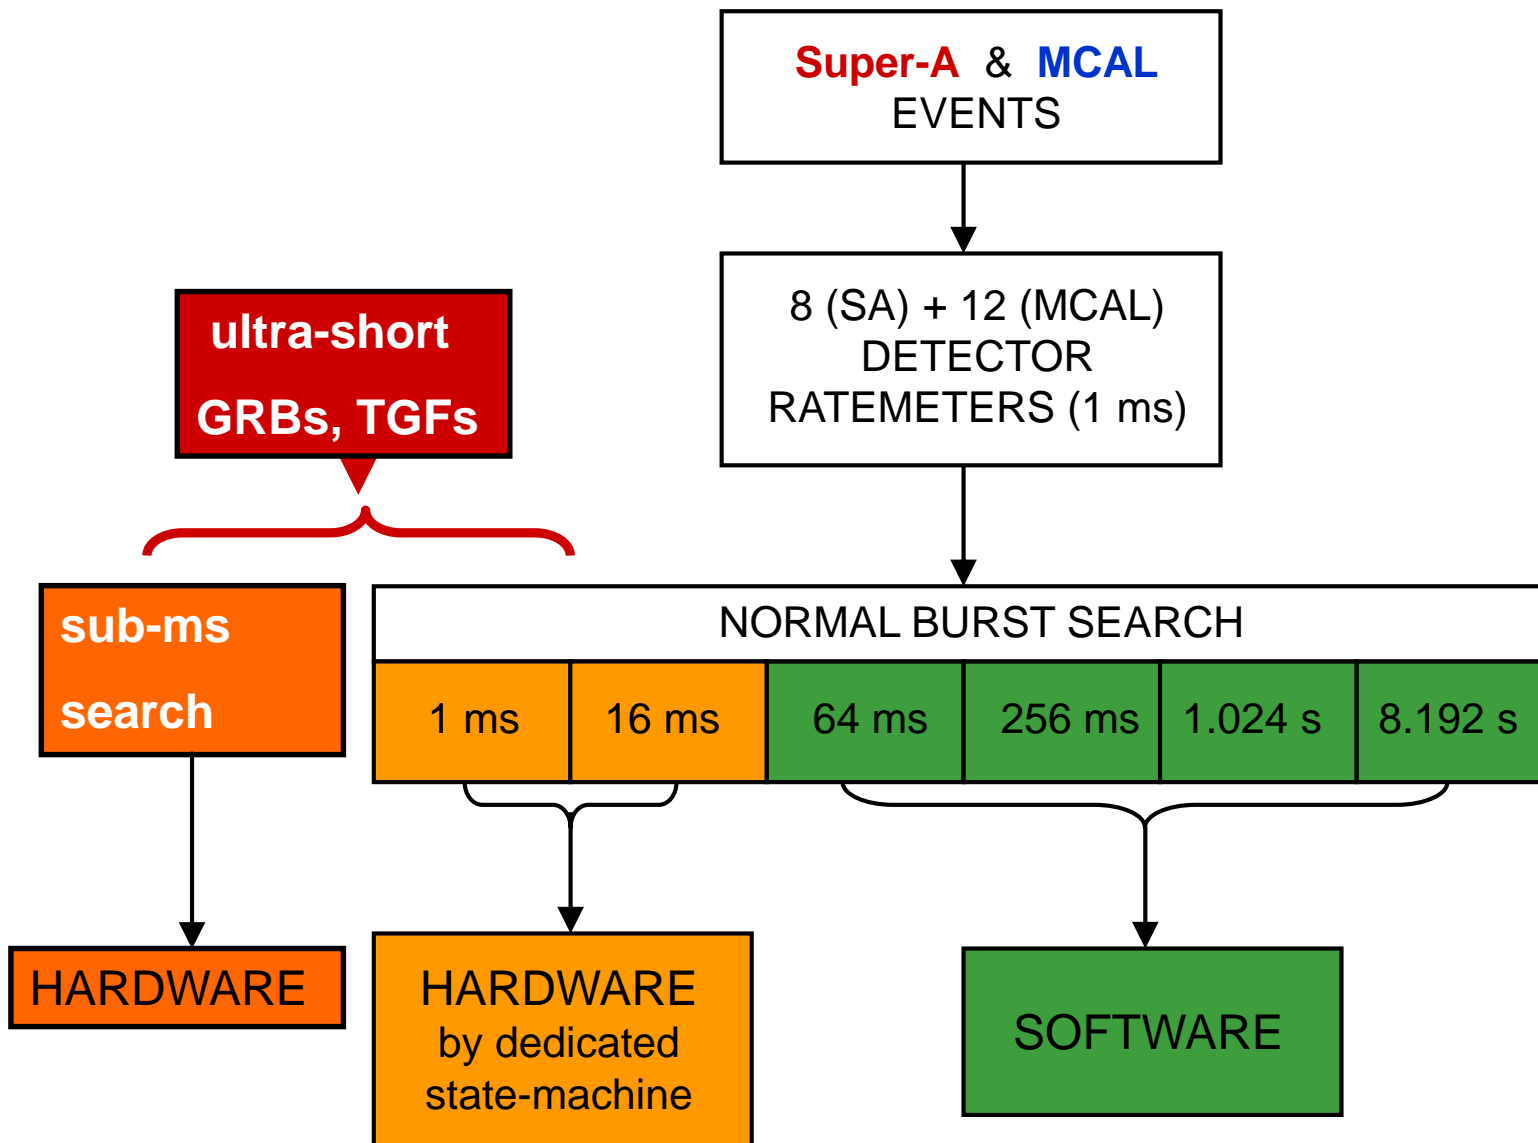 Super-A & MCAL
EVENTS
8 (SA) + 12 (MCAL)
DETECTOR
RATEMETERS (1 ms)
ultra-short
GRBs, TGFs
sub-ms
search
NORMAL BURST SEARCH
1 ms
16 ms
64 ms
256 ms
1.024 s
8.192 s
HARDWARE
HARDWARE
by dedicated
state-machine
SOFTWARE